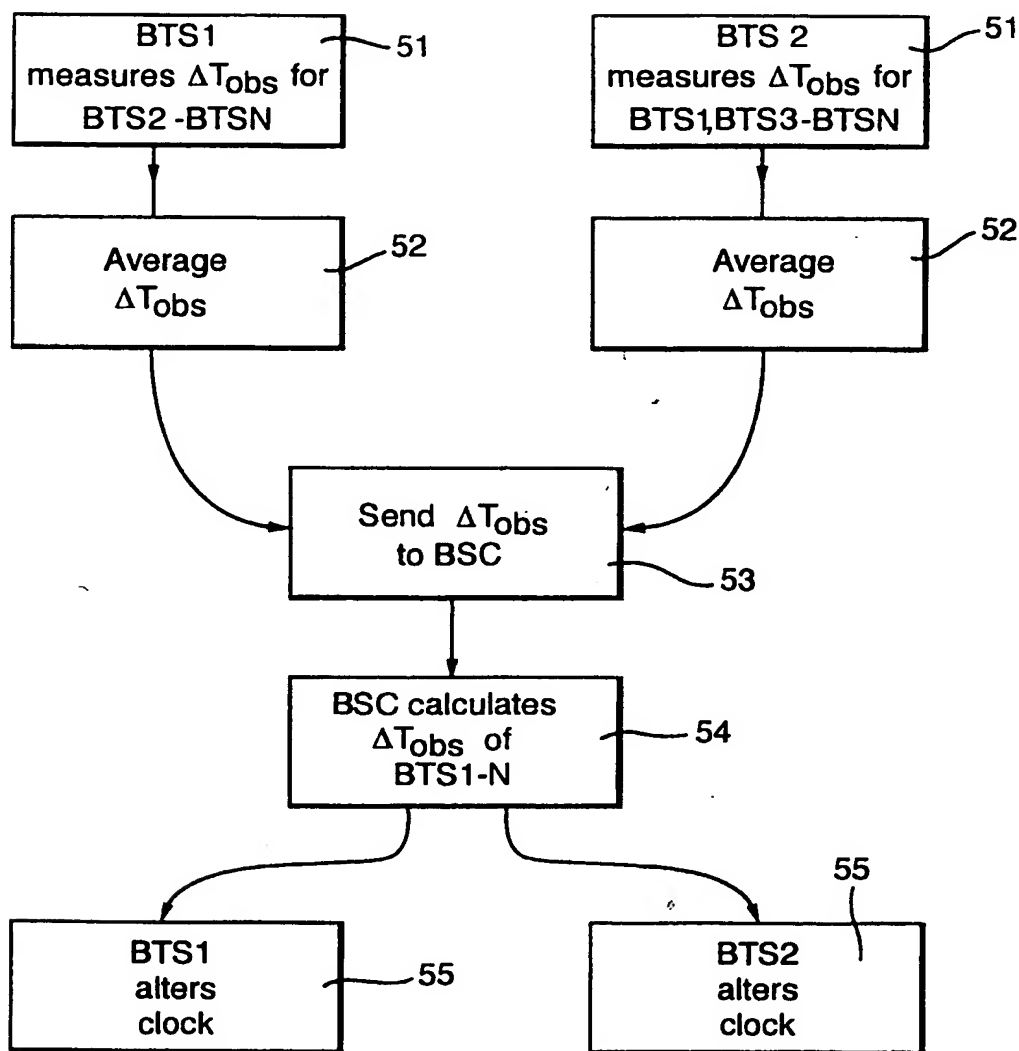 BTS1
measures ΔTobs for
BTS2 -BTSN
51
BTS 2
measures ΔTobs for
BTS1,BTS3-BTSN
51
Average
ΔTobs
52
Average
ΔTobs
52
Send ΔTobs
to BSC
53
BSC calculates
ΔTobs of
BTS1-N
54
BTS1
alters
clock
55
BTS2
alters
clock
55